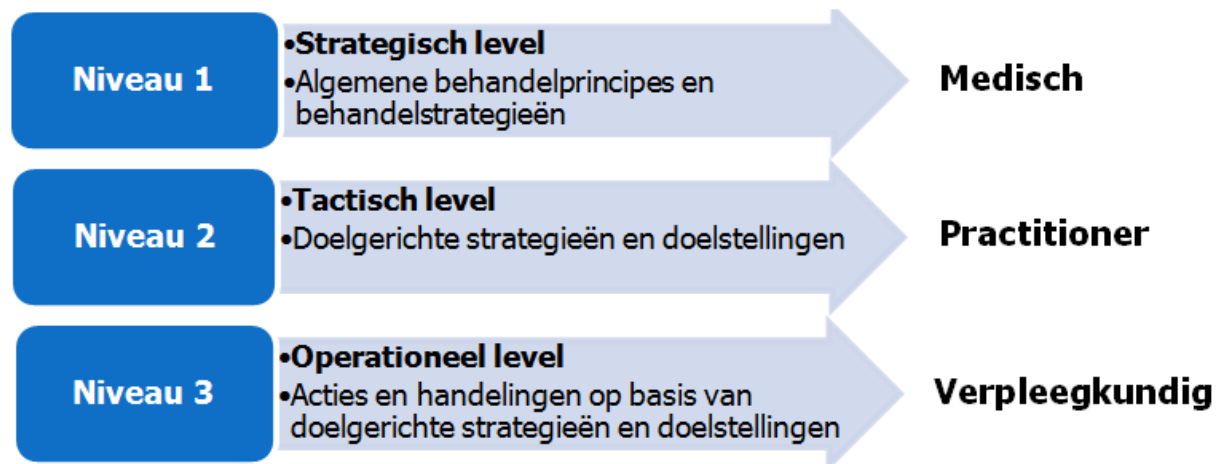 Niveau 1
•Strategisch level
•Algemene behandelprincipes en
behandelstrategieën
Medisch
Niveau 2
•Tactisch level
•Doelgerichte strategieën en doelstellingen
Practitioner
Niveau 3
•Operationeel level
•Acties en handelingen op basis van
doelgerichte strategieën en doelstellingen
Verpleegkundig